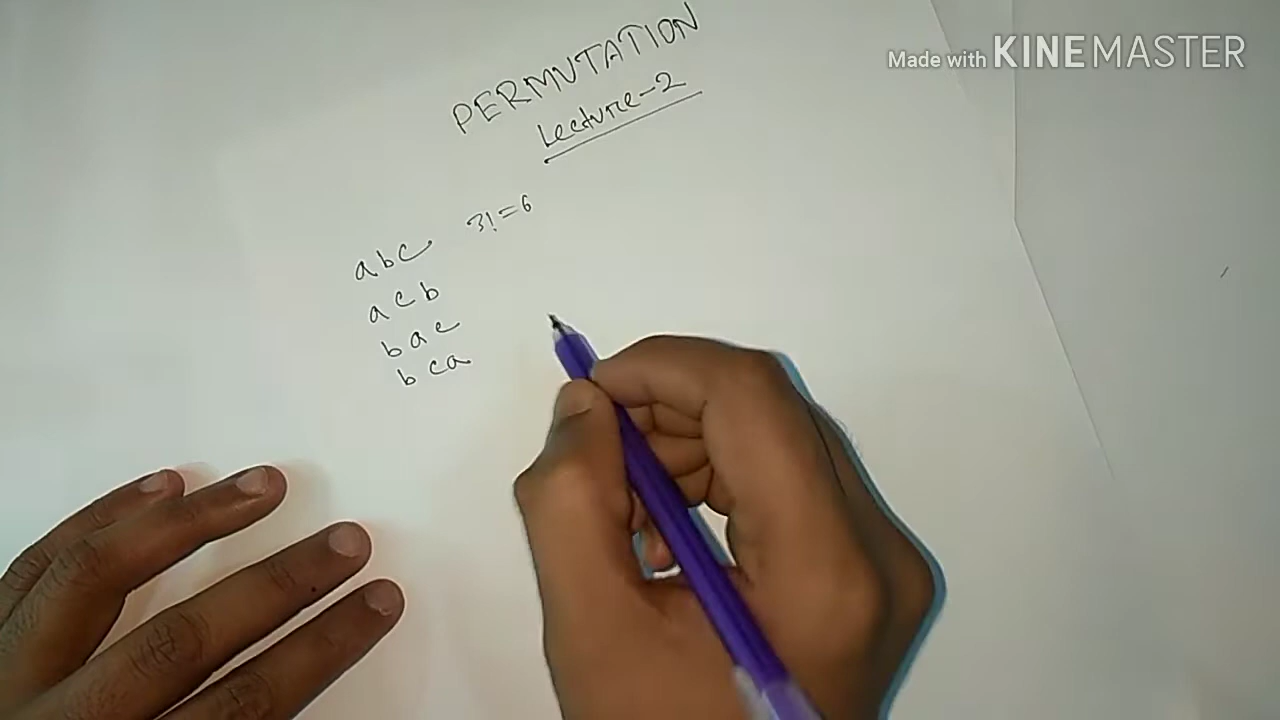 Made with KINEMASTER
PERMUTATION
Lecture-2
abc 3! = 6
acb
bac
bca